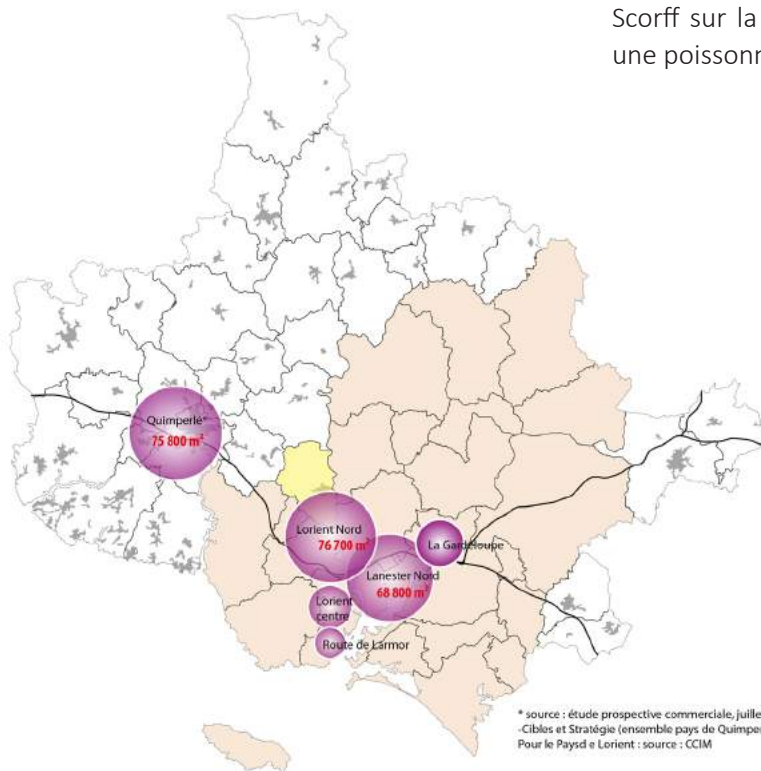 Scorff sur la
une poissonn
Quimperlé*
75 800 m²
Lorient Nord
76 700 m²
La Gardeloupe
Lanester Nord
68 800 m²
Lorient
centre
Route de Larmor
* source : étude prospective commerciale, juille
-Cibles et Stratégie (ensemble pays de Quimper
Pour le Paysd e Lorient : source : CCIM